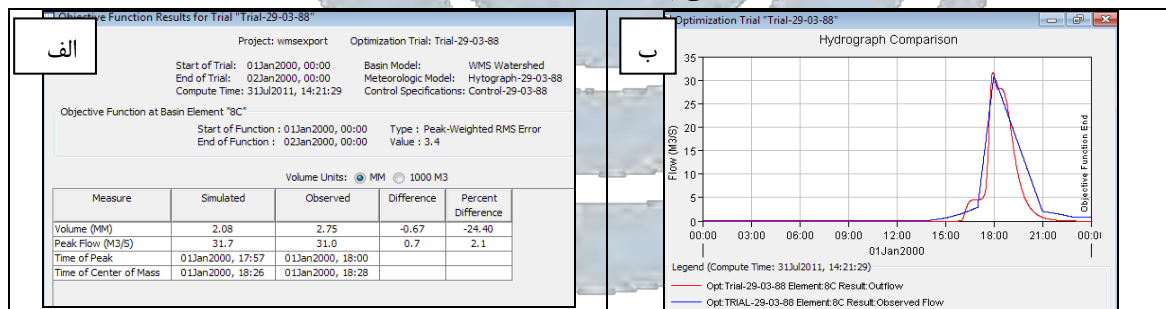 Objective Function Results for Trial "Trial-29-03-88"
الف
Project: wmsexport Optimization Trial: Trial-29-03-88
Start of Trial: 01Jan2000, 00:00 Basin Model: WMS Watershed
End of Trial: 02Jan2000, 00:00 Meteorologic Model: Hytograph-29-03-88
Compute Time: 31Jul2011, 14:21:29 Control Specifications: Control-29-03-88
Objective Function at Basin Element "8C"
Start of Function : 01Jan2000, 00:00 Type : Peak-Weighted RMS Error
End of Function : 02Jan2000, 00:00 Value : 3.4
Volume Units: MM 1000 M3
Measure Simulated Observed Difference Percent Difference
Volume (MM) 2.08 2.75 -0.67 -24.40
Peak Flow (M3/S) 31.7 31.0 0.7 2.1
Time of Peak 01Jan2000, 17:57 01Jan2000, 18:00
Time of Center of Mass 01Jan2000, 18:26 01Jan2000, 18:28
Optimization Trial "Trial-29-03-88"
ب
Hydrograph Comparison
Flow (M3/S)
35
30
25
20
15
10
5
0
Objective Function End
00:00 03:00 06:00 09:00 12:00 15:00 18:00 21:00 00:00
01Jan2000
Legend (Compute Time: 31Jul2011, 14:21:29)
Opt:Trial-29-03-88 Element:8C Result:Outflow
Opt:TRIAL-29-03-88 Element:8C Result:Observed Flow